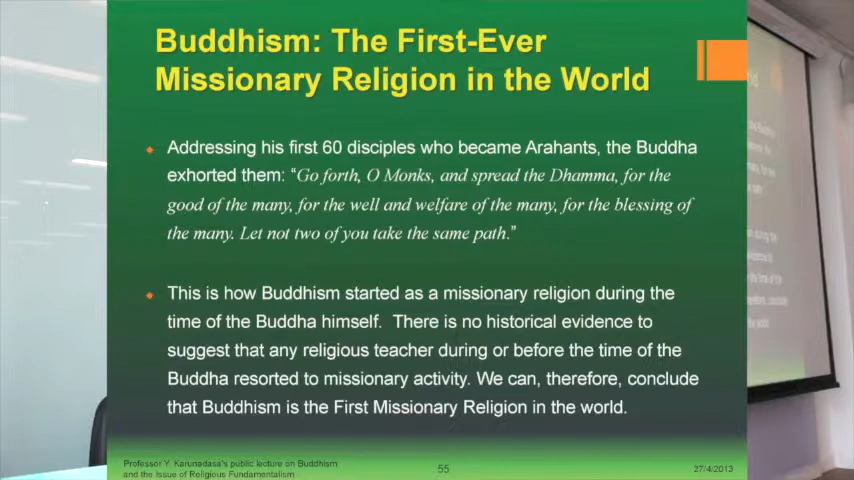 Buddhism: The First-Ever
Missionary Religion in the World
Addressing his first 60 disciples who became Arahants, the Buddha
exhorted them: “Go forth, O Monks, and spread the Dhamma, for the
good of the many, for the well and welfare of the many, for the blessing of
the many. Let not two of you take the same path.”
This is how Buddhism started as a missionary religion during the
time of the Buddha himself. There is no historical evidence to
suggest that any religious teacher during or before the time of the
Buddha resorted to missionary activity. We can, therefore, conclude
that Buddhism is the First Missionary Religion in the world.
Professor Y. Karunadasa's public lecture on Buddhism
and the Issue of Religious Fundamentalism
55
27/4/2013